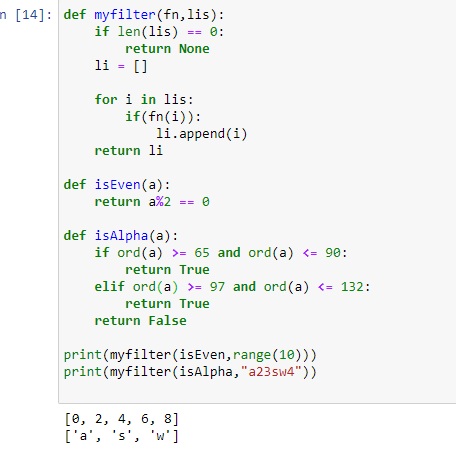 n [14]: def myfilter(fn,lis):
    if len(lis) == 0:
        return None
    li = []

    for i in lis:
        if(fn(i)):
            li.append(i)
    return li

def isEven(a):
    return a%2 == 0

def isAlpha(a):
    if ord(a) >= 65 and ord(a) <= 90:
        return True
    elif ord(a) >= 97 and ord(a) <= 132:
        return True
    return False

print(myfilter(isEven,range(10)))
print(myfilter(isAlpha,"a23sw4"))

[0, 2, 4, 6, 8]
['a', 's', 'w']